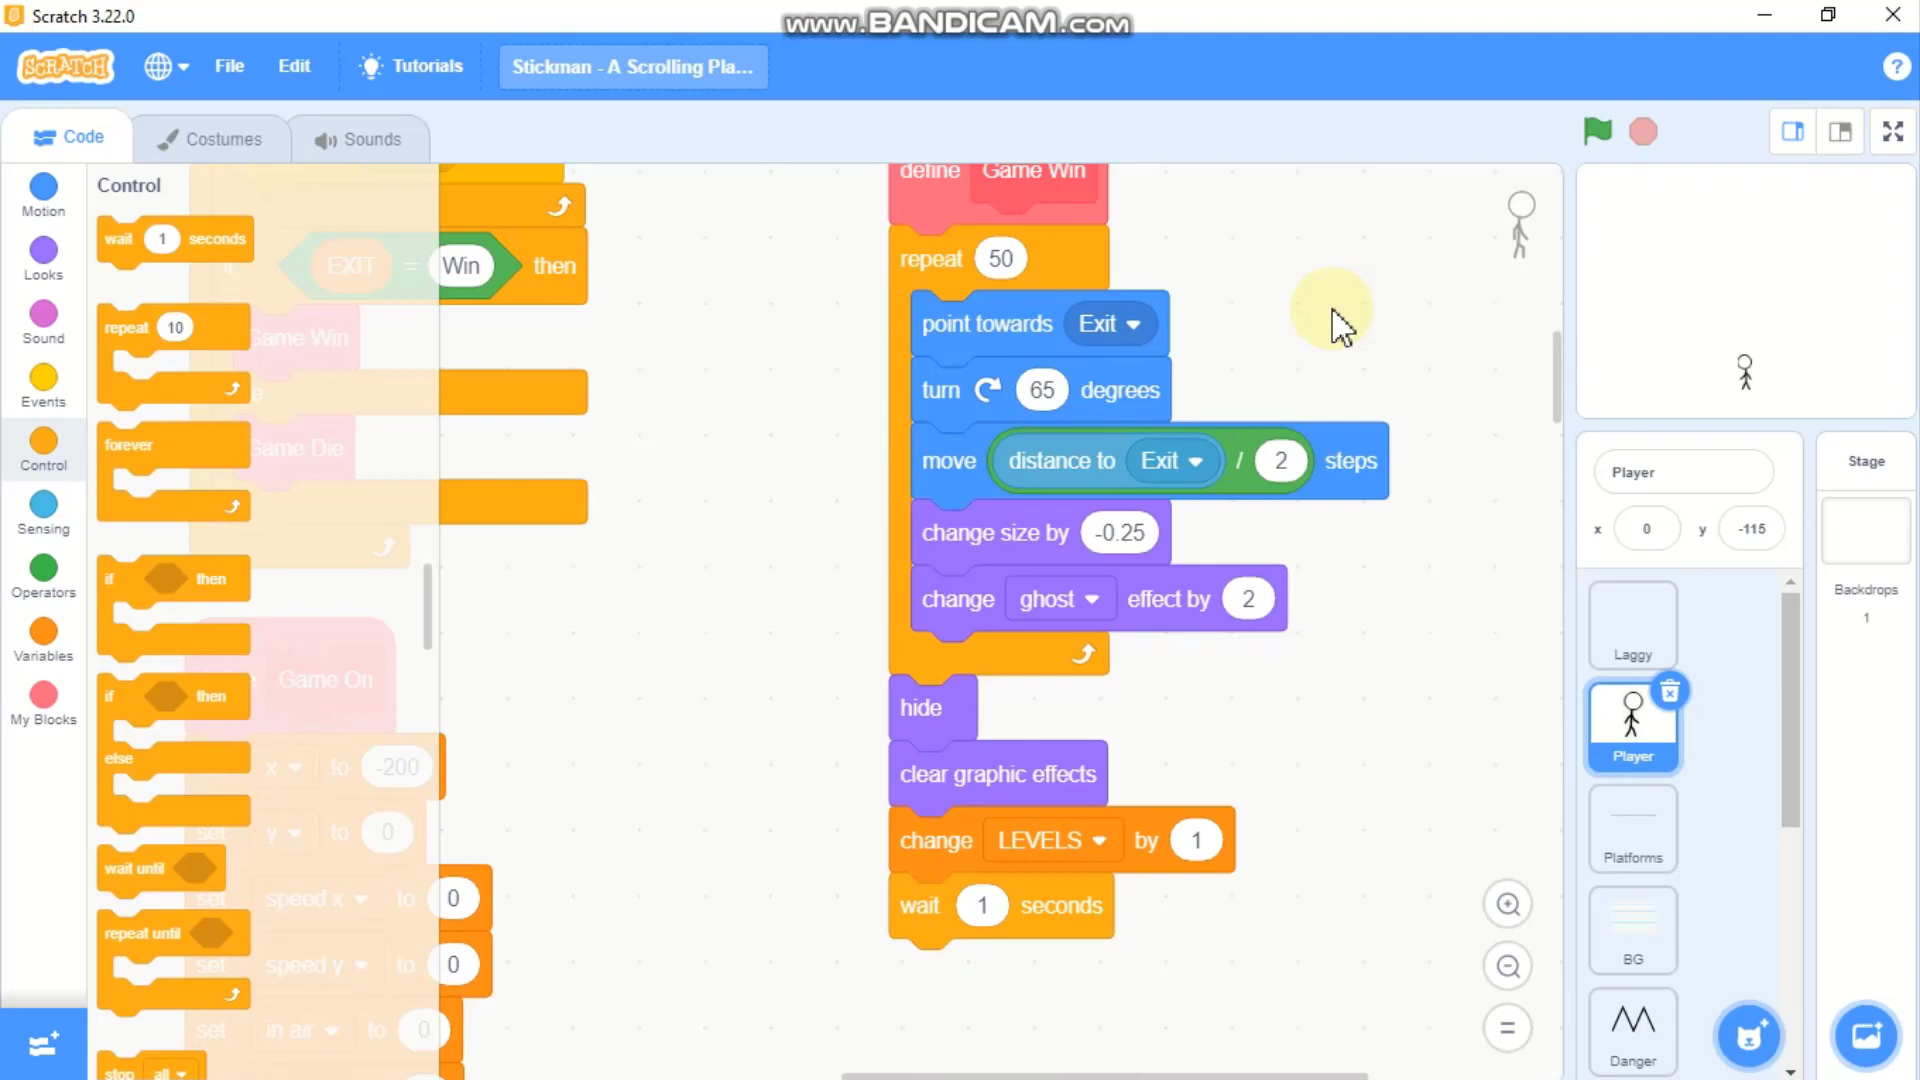 Scratch 3.22.0
www.BANDICAM.com
SCRATCH File Edit Tutorials Stickman - A Scrolling Pla...
Code Costumes Sounds
Motion
Looks
Sound
Events
Control
Sensing
Operators
Variables
My Blocks
Control
wait 1 seconds
repeat 10
forever
if then
if then
else
wait until
repeat until
stop all
EXIT = Win then
Game Win
Game Die
Game On
x to -200
set y to 0
set speed x to 0
set speed y to 0
set in air to 0
define Game Win
repeat 50
point towards Exit
turn 65 degrees
move distance to Exit / 2 steps
change size by -0.25
change ghost effect by 2
hide
clear graphic effects
change LEVELS by 1
wait 1 seconds
Player
x 0 y -115
Laggy
Player
Platforms
BG
Danger
Stage
Backdrops
1